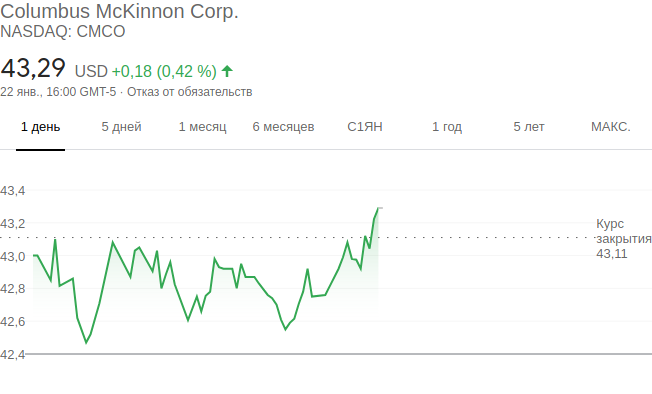 Columbus McKinnon Corp.
NASDAQ: CMCO
43,29 USD +0,18 (0,42 %)
22 янв., 16:00 GMT-5 · Отказ от обязательств
1 день 5 дней 1 месяц 6 месяцев С1ЯН 1 год 5 лет МАКС.
43,4
43,2
Курс
закрытия
43,11
43,0
42,8
42,6
42,4